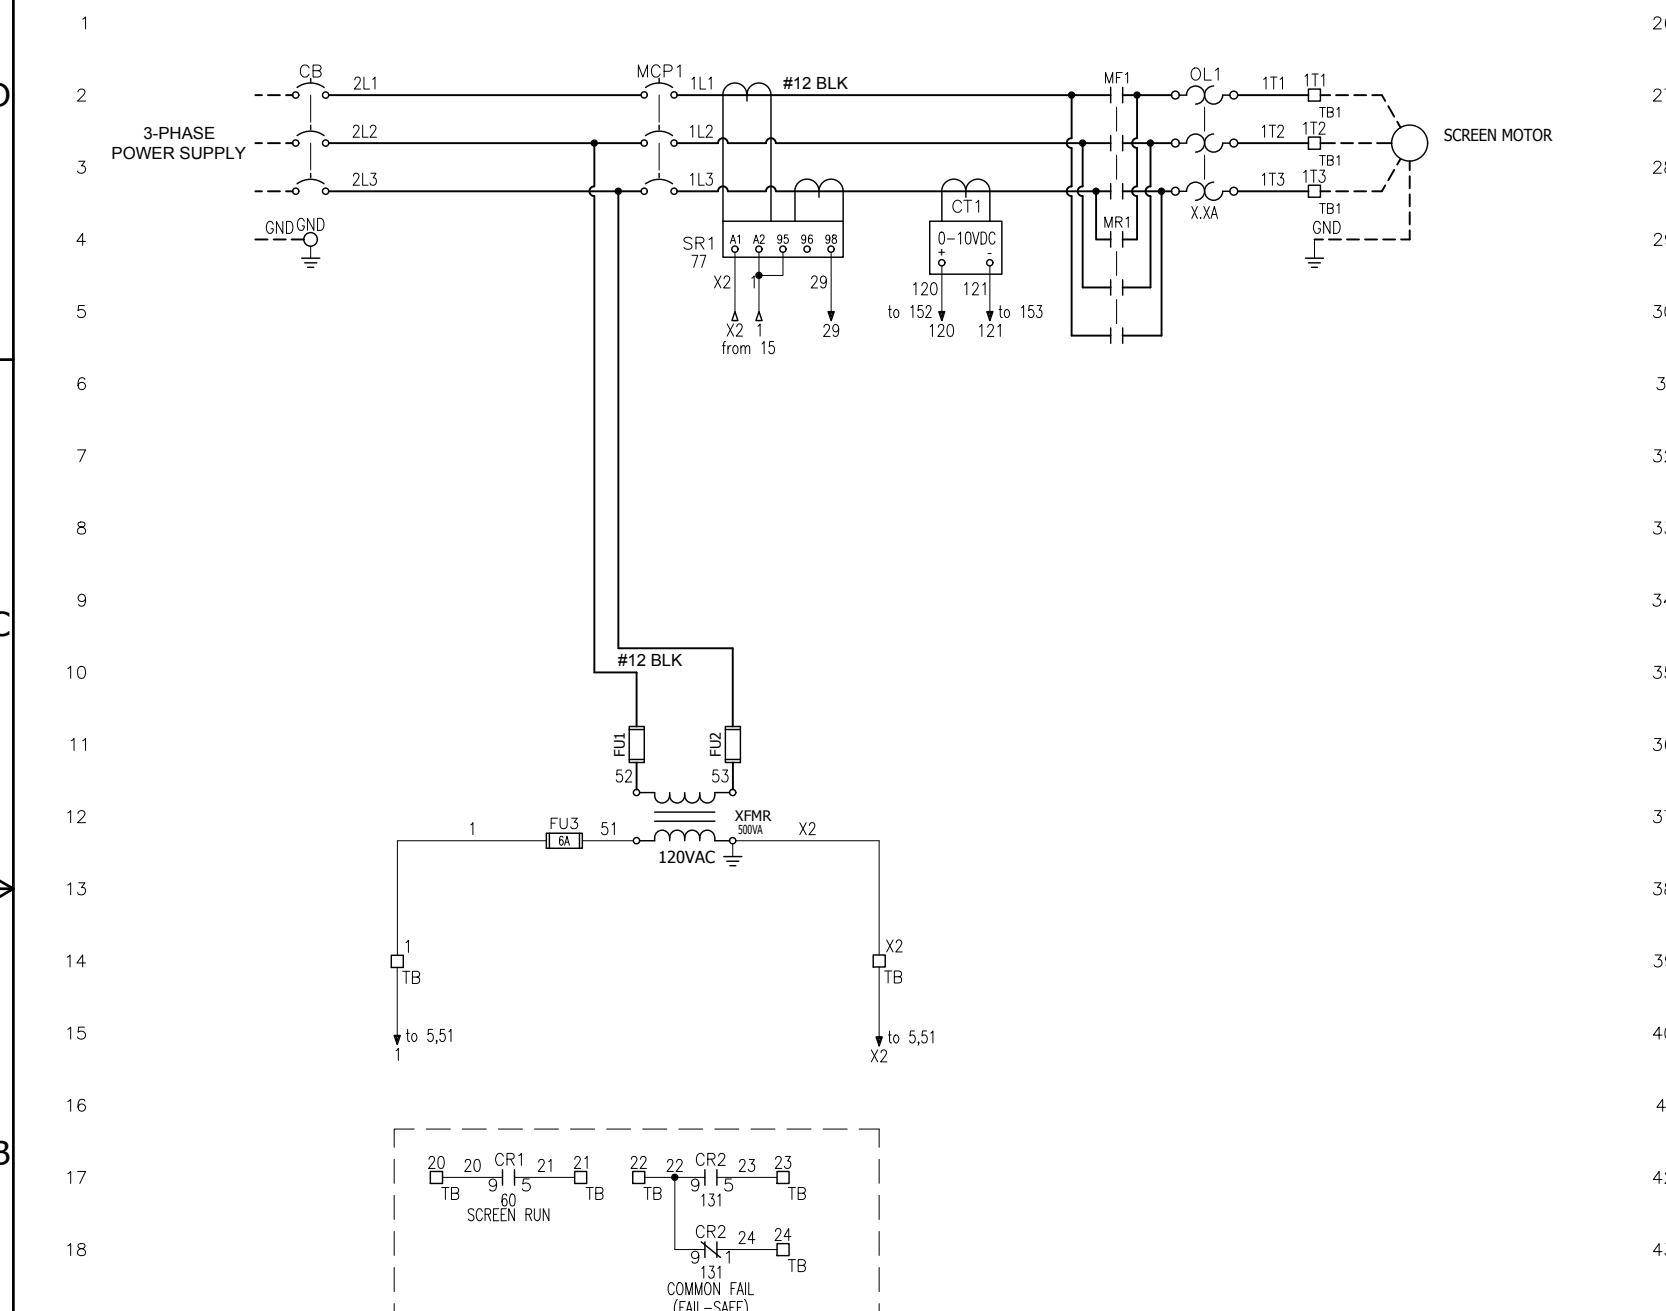 1
CB
2L1
MCP1
1L1
#12 BLK
MF1
OL1
1T1
1T1
2
TB1
3-PHASE
POWER SUPPLY
2L2
1L2
1T2
1T2
SCREEN MOTOR
TB1
3
2L3
1L3
CT1
1T3
1T3
X.XA
TB1
GND
GND
4
SR1
77
A1
A2
95
96
98
0-10VDC
+
-
MR1
GND
X2
1
29
120
121
5
to 152
to 153
X2
1
29
120
121
from 15
6
7
8
9
C
10
#12 BLK
11
FU1
FU2
52
53
12
1
FU3
6A
51
XFMR
500VA
X2
120VAC
13
14
1
TB
X2
TB
15
to 5,51
1
to 5,51
X2
16
B
17
20
20
CR1
21
21
22
22
CR2
23
23
TB
9
5
TB
TB
9
5
TB
60
131
SCREEN RUN
18
CR2
24
24
9
1
TB
131
COMMON FAIL
(FAIL-SAFE)